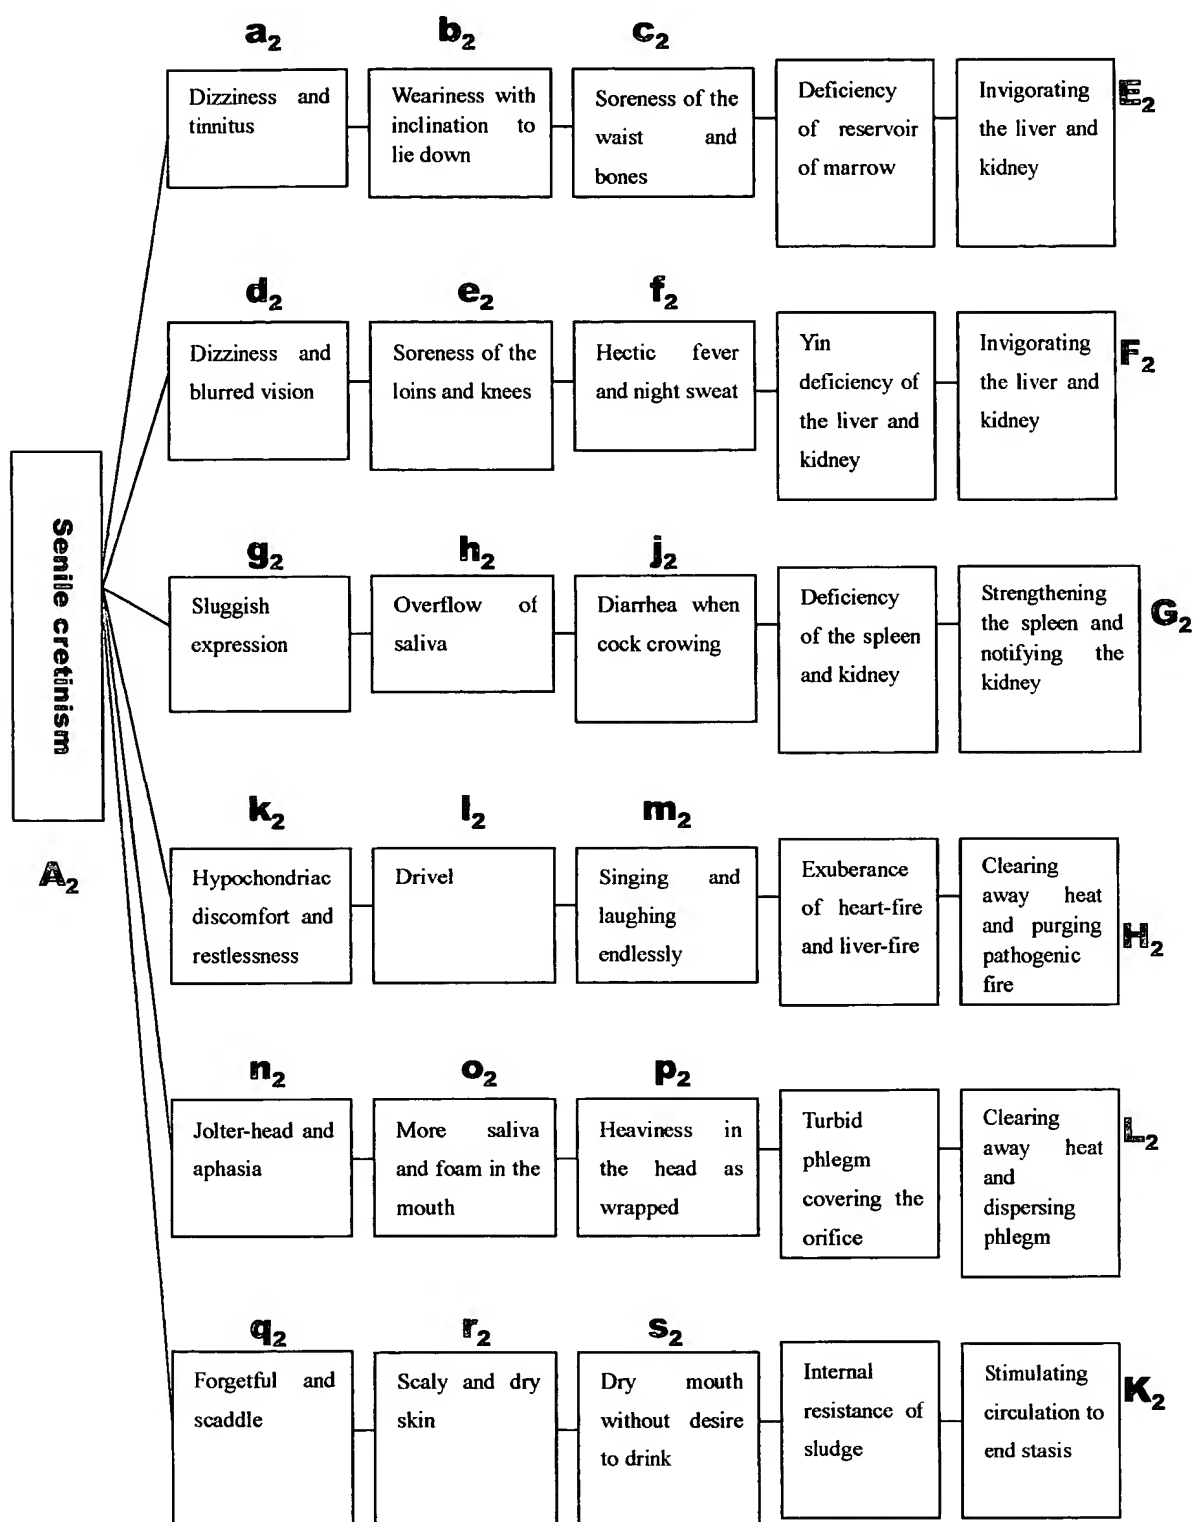 a2 b2 c2
Dizziness and
tinnitus
Weariness with
inclination to
lie down
Soreness of the
waist and
bones
Deficiency
of reservoir
of marrow
Invigorating
the liver and
kidney
E2
d2 e2 f2
Dizziness and
blurred vision
Soreness of the
loins and knees
Hectic fever
and night sweat
Yin
deficiency of
the liver and
kidney
Invigorating
the liver and
kidney
F2
Senile cretinism
A2
g2 h2 j2
Sluggish
expression
Overflow of
saliva
Diarrhea when
cock crowing
Deficiency
of the spleen
and kidney
Strengthening
the spleen and
notifying the
kidney
G2
k2 l2 m2
Hypochondriac
discomfort and
restlessness
Drivel
Singing and
laughing
endlessly
Exuberance
of heart-fire
and liver-fire
Clearing
away heat
and purging
pathogenic
fire
H2
n2 o2 p2
Jolter-head and
aphasia
More saliva
and foam in the
mouth
Heaviness in
the head as
wrapped
Turbid
phlegm
covering the
orifice
Clearing
away heat
and
dispersing
phlegm
L2
q2 r2 s2
Forgetful and
scaddle
Scaly and dry
skin
Dry mouth
without desire
to drink
Internal
resistance of
sludge
Stimulating
circulation to
end stasis
K2